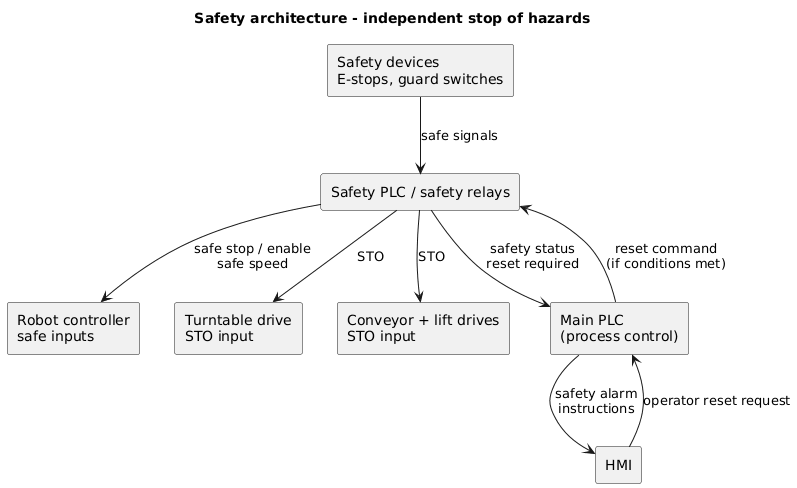 Safety architecture - independent stop of hazards
Safety devices
E-stops, guard switches
safe signals
Safety PLC / safety relays
safe stop / enable
safe speed
STO
STO
safety status
reset required
reset command
(if conditions met)
Robot controller
safe inputs
Turntable drive
STO input
Conveyor + lift drives
STO input
Main PLC
(process control)
safety alarm
instructions
operator reset request
HMI